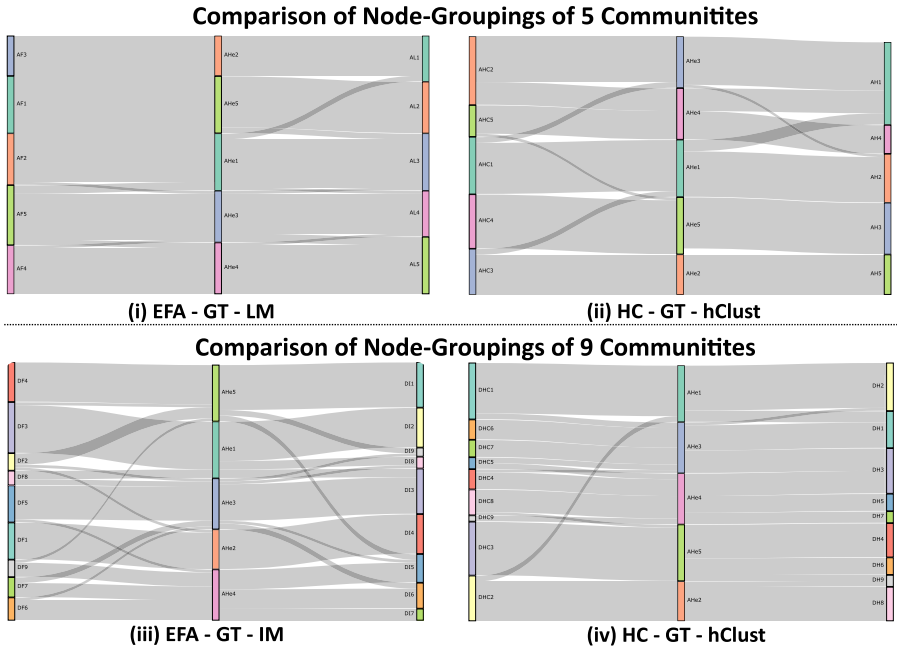 Comparison of Node-Groupings of 5 Communitites
AF3
AF1
AF2
AF5
AF4
AHe2
AHe5
AHe1
AHe3
AHe4
AL1
AL2
AL3
AL4
AL5
(i) EFA - GT - LM
AHC2
AHC5
AHC1
AHC4
AHC3
AHe3
AHe4
AHe1
AHe5
AHe2
AH1
AH4
AH2
AH3
AH5
(ii) HC - GT - hClust
Comparison of Node-Groupings of 9 Communitites
DF4
DF3
DF2
DF8
DF5
DF1
DF9
DF7
DF6
AHe5
AHe1
AHe3
AHe2
AHe4
DI1
DI2
DI9
DI8
DI3
DI4
DI5
DI6
DI7
(iii) EFA - GT - IM
DHC1
DHC6
DHC7
DHC5
DHC4
DHC8
DHC9
DHC3
DHC2
AHe1
AHe3
AHe4
AHe5
AHe2
DH2
DH1
DH3
DH5
DH7
DH4
DH6
DH9
DH8
(iv) HC - GT - hClust